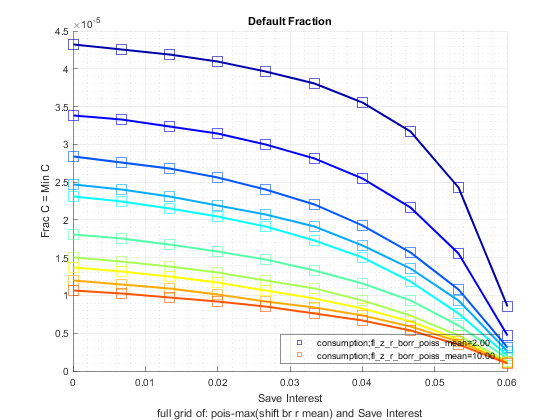 Default Fraction
×10⁻⁵
4.5
4
3.5
3
2.5
2
1.5
1
0.5
0
Frac C = Min C
0 0.01 0.02 0.03 0.04 0.05 0.06
consumption;fl_z_r_borr_poiss_mean=2.00
consumption;fl_z_r_borr_poiss_mean=10.00
Save Interest
full grid of: pois-max(shift br r mean) and Save Interest